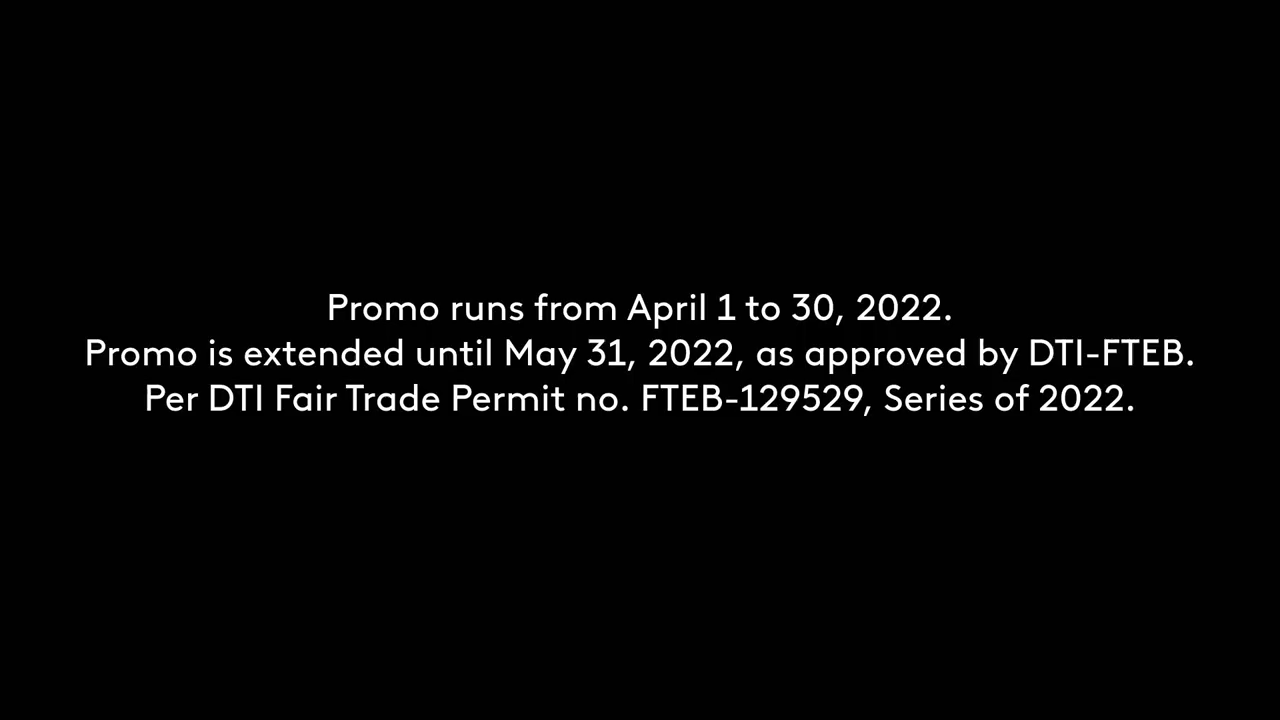 Promo runs from April 1 to 30, 2022.
Promo is extended until May 31, 2022, as approved by DTI-FTEB.
Per DTI Fair Trade Permit no. FTEB-129529, Series of 2022.